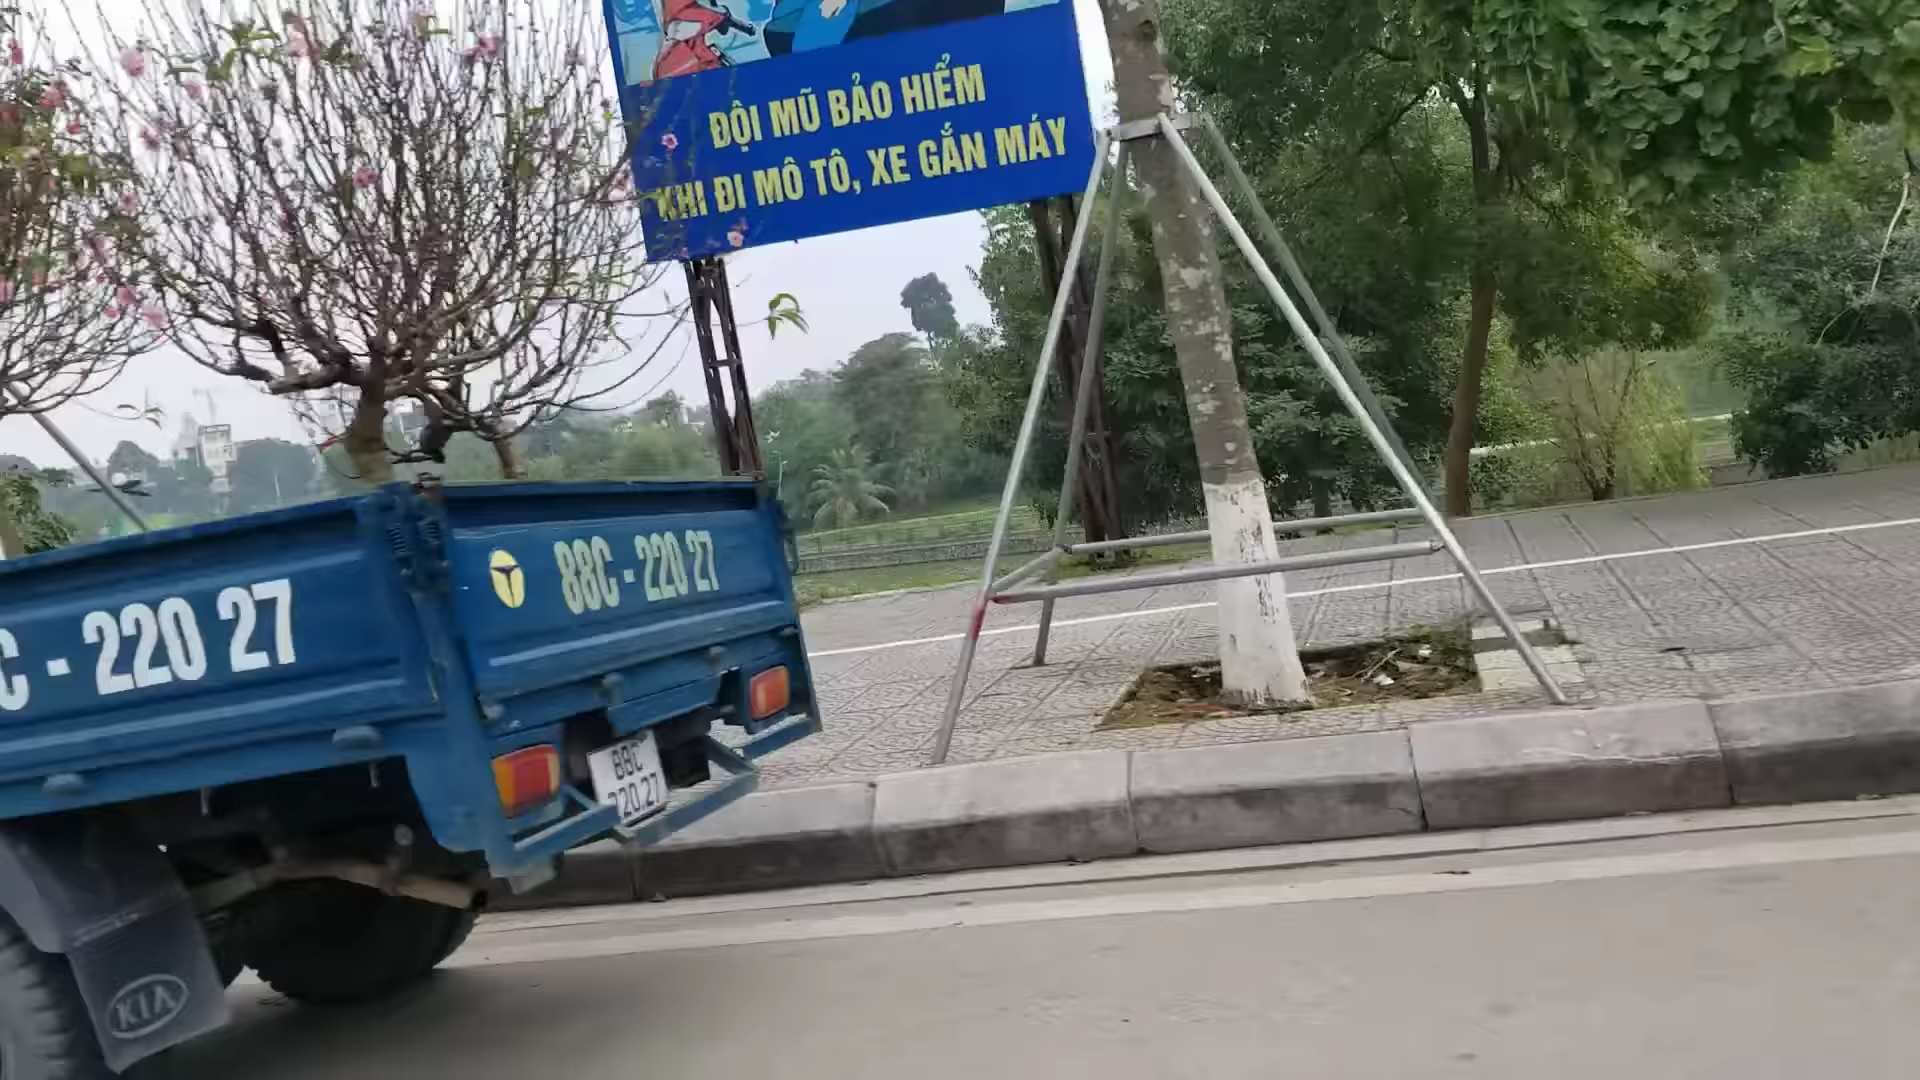 ĐỘI MŨ BẢO HIỂM
KHI ĐI MÔ TÔ, XE GẮN MÁY
C - 220 27
88C - 220 27
88C
220.27
KIA